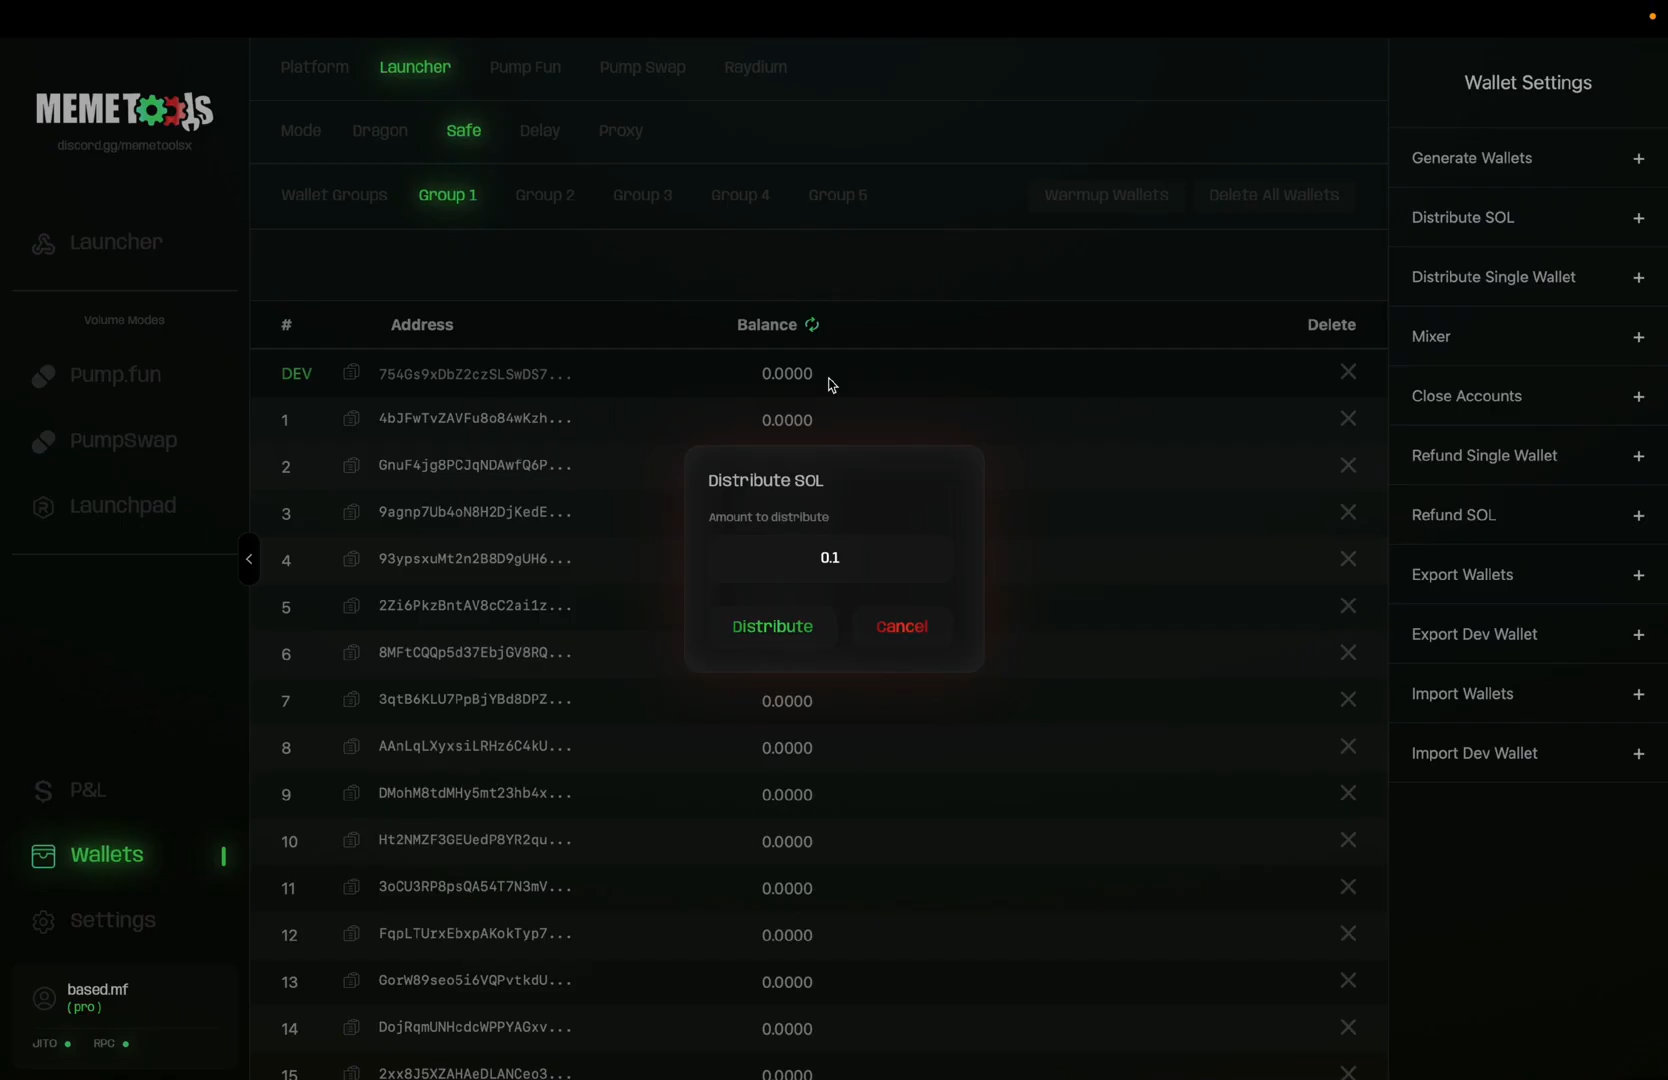 MEMETOOLS
discord.gg/memetoolsx
Launcher
Volume Modes
Pump.fun
PumpSwap
Launchpad
P&L
Wallets
Settings
based.mf
(pro)
JITO RPC
Platform Launcher Pump Fun Pump Swap Raydium
Mode Dragon Safe Delay Proxy
Wallet Groups Group 1 Group 2 Group 3 Group 4 Group 5 Warmup Wallets Delete All Wallets
# Address Balance Delete
DEV 754Gs9xDbZ2czSLSwDS7... 0.0000
1 4bJFwTvZAVFu8o84wKzh... 0.0000
2 GnuF4jg8PCJqNDAwfQ6P...
3 9agnp7Ub4oN8H2DjKedE...
4 93ypsxuMt2n2B8D9gUH6...
5 2Zi6PkzBntAV8cC2ai1z...
6 8MFtCQQp5d37EbjGV8RQ...
7 3qtB6KLU7PpBjYBd8DPZ... 0.0000
8 AAnLqLXyxsiLRHz6C4kU... 0.0000
9 DMohM8tdMHy5mt23hb4x... 0.0000
10 Ht2NMZF3GEUedP8YR2qu... 0.0000
11 3oCU3RP8psQA54T7N3mV... 0.0000
12 FqpLTUrxEbxpAKokTyp7... 0.0000
13 GorW89seo5i6VQPvtkdU... 0.0000
14 DojRqmUNHcdcWPPYAGxv... 0.0000
15 2xx8J5XZAHAeDLANCeo3... 0.0000
Distribute SOL
Amount to distribute
0.1
Distribute Cancel
Wallet Settings
Generate Wallets +
Distribute SOL +
Distribute Single Wallet +
Mixer +
Close Accounts +
Refund Single Wallet +
Refund SOL +
Export Wallets +
Export Dev Wallet +
Import Wallets +
Import Dev Wallet +